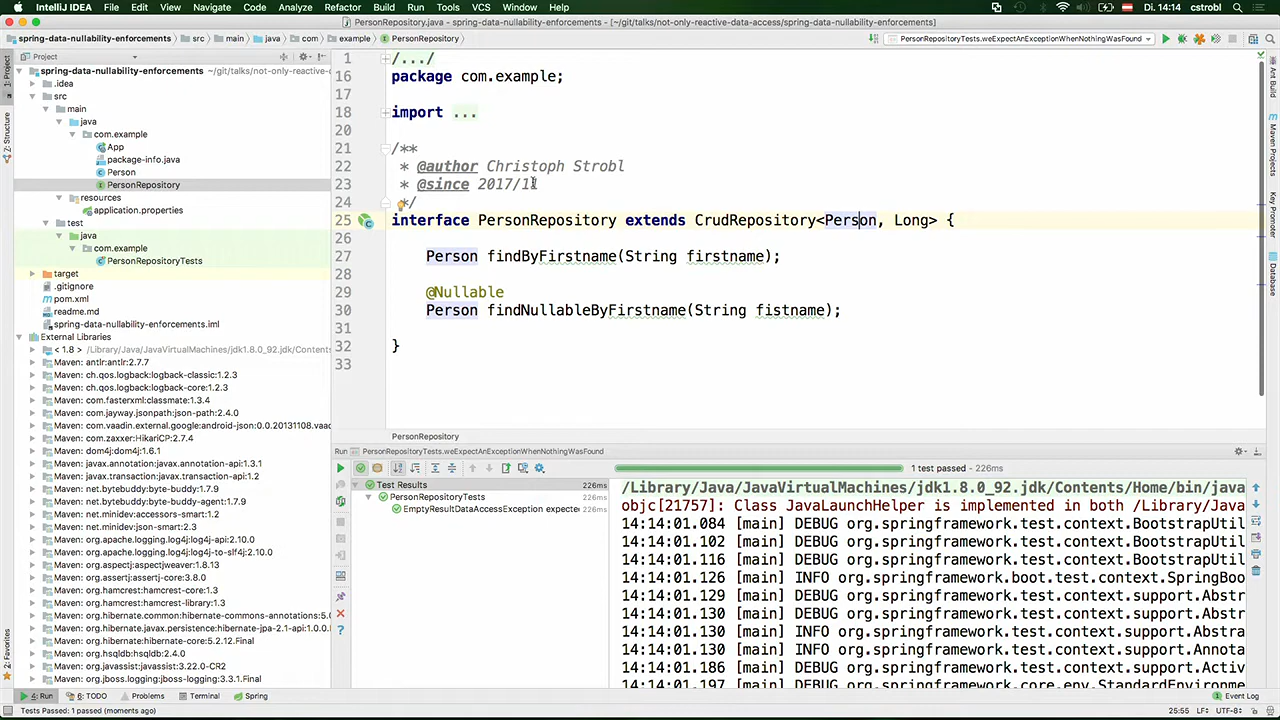 IntelliJ IDEA File Edit View Navigate Code Analyze Refactor Build Run Tools VCS Window Help Di. 14:14 cstrobl
PersonRepository.java - spring-data-nullability-enforcements - [~/git/talks/not-only-reactive-data-access/spring-data-nullability-enforcements]
spring-data-nullability-enforcements src main java com example PersonRepository PersonRepositoryTests.weExpectAnExceptionWhenNothingWasFound
Project
spring-data-nullability-enforcements ~/git/talks/not-only-reactive-d
.idea
src
main
java
com.example
App
package-info.java
Person
PersonRepository
resources
application.properties
test
java
com.example
PersonRepositoryTests
target
.gitignore
pom.xml
readme.md
spring-data-nullability-enforcements.iml
External Libraries
< 1.8 > /Library/Java/JavaVirtualMachines/jdk1.8.0_92.jdk/Contents
Maven: antlr:antlr:2.7.7
Maven: ch.qos.logback:logback-classic:1.2.3
Maven: ch.qos.logback:logback-core:1.2.3
Maven: com.fasterxml:classmate:1.3.4
Maven: com.jayway.jsonpath:json-path:2.4.0
Maven: com.vaadin.external.google:android-json:0.0.20131108.vaadin
Maven: com.zaxxer:HikariCP:2.7.4
Maven: dom4j:dom4j:1.6.1
Maven: javax.annotation:javax.annotation-api:1.3.1
Maven: javax.transaction:javax.transaction-api:1.2
Maven: net.bytebuddy:byte-buddy:1.7.9
Maven: net.bytebuddy:byte-buddy-agent:1.7.9
Maven: net.minidev:accessors-smart:1.2
Maven: net.minidev:json-smart:2.3
Maven: org.apache.logging.log4j:log4j-api:2.10.0
Maven: org.apache.logging.log4j:log4j-to-slf4j:2.10.0
Maven: org.aspectj:aspectjweaver:1.8.13
Maven: org.assertj:assertj-core:3.8.0
Maven: org.hamcrest:hamcrest-core:1.3
Maven: org.hamcrest:hamcrest-library:1.3
Maven: org.hibernate.common:hibernate-commons-annotations:5.0
Maven: org.hibernate.javax.persistence:hibernate-jpa-2.1-api:1.0.0
Maven: org.hibernate:hibernate-core:5.2.12.Final
Maven: org.hsqldb:hsqldb:2.4.0
Maven: org.javassist:javassist:3.22.0-CR2
Maven: org.jboss.logging:jboss-logging:3.3.1.Final
1: Project
7: Structure
2: Favorites
1 /.../
16 package com.example;
17
18 import ...
20
21 /**
22 * @author Christoph Strobl
23 * @since 2017/11
24 */
25 interface PersonRepository extends CrudRepository<Person, Long> {
26
27 Person findByFirstname(String firstname);
28
29 @Nullable
30 Person findNullableByFirstname(String fistname);
31
32 }
33
PersonRepository
Ant Build
Maven Projects
Key Promoter
Database
Run PersonRepositoryTests.weExpectAnExceptionWhenNothingWasFound
1 test passed - 226ms
Test Results 226ms
PersonRepositoryTests 226ms
EmptyResultDataAccessException expecte 226ms
/Library/Java/JavaVirtualMachines/jdk1.8.0_92.jdk/Contents/Home/bin/java
objc[21757]: Class JavaLaunchHelper is implemented in both /Library/Java
14:14:01.084 [main] DEBUG org.springframework.test.context.BootstrapUtil
14:14:01.102 [main] DEBUG org.springframework.test.context.BootstrapUtil
14:14:01.126 [main] INFO org.springframework.boot.test.context.SpringBoo
14:14:01.129 [main] DEBUG org.springframework.test.context.support.Abstr
14:14:01.130 [main] DEBUG org.springframework.test.context.support.Abstr
14:14:01.130 [main] INFO org.springframework.test.context.support.Abstra
14:14:01.130 [main] INFO org.springframework.test.context.support.Annota
14:14:01.186 [main] DEBUG org.springframework.test.context.support.Activ
14:14:01.197 [main] DEBUG org.springframework.core.env.StandardEnvironme
4: Run 6: TODO Problems Terminal Spring Event Log
Tests Passed: 1 passed (moments ago) 25:55 LF÷ UTF-8÷